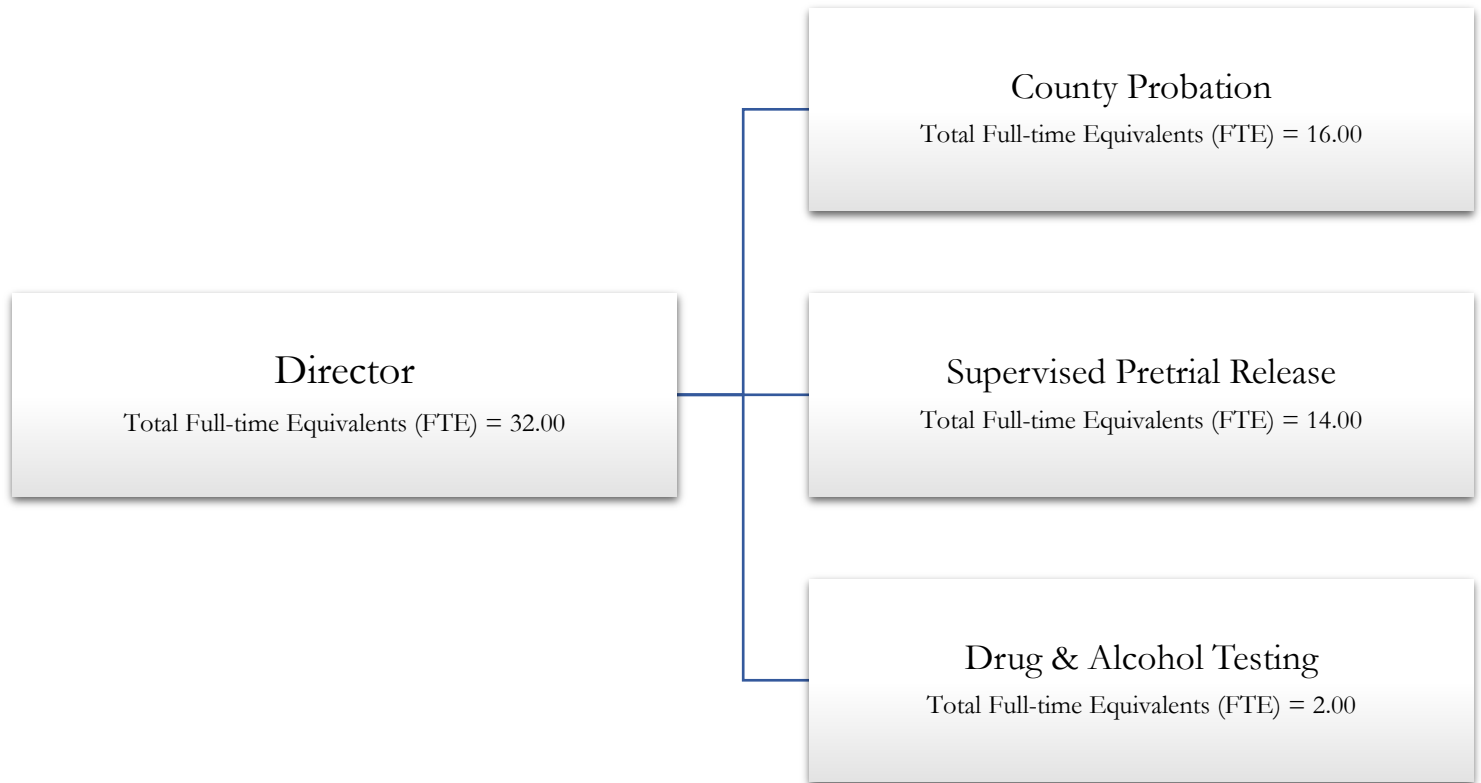 Director
Total Full-time Equivalents (FTE) = 32.00
County Probation
Total Full-time Equivalents (FTE) = 16.00
Supervised Pretrial Release
Total Full-time Equivalents (FTE) = 14.00
Drug & Alcohol Testing
Total Full-time Equivalents (FTE) = 2.00